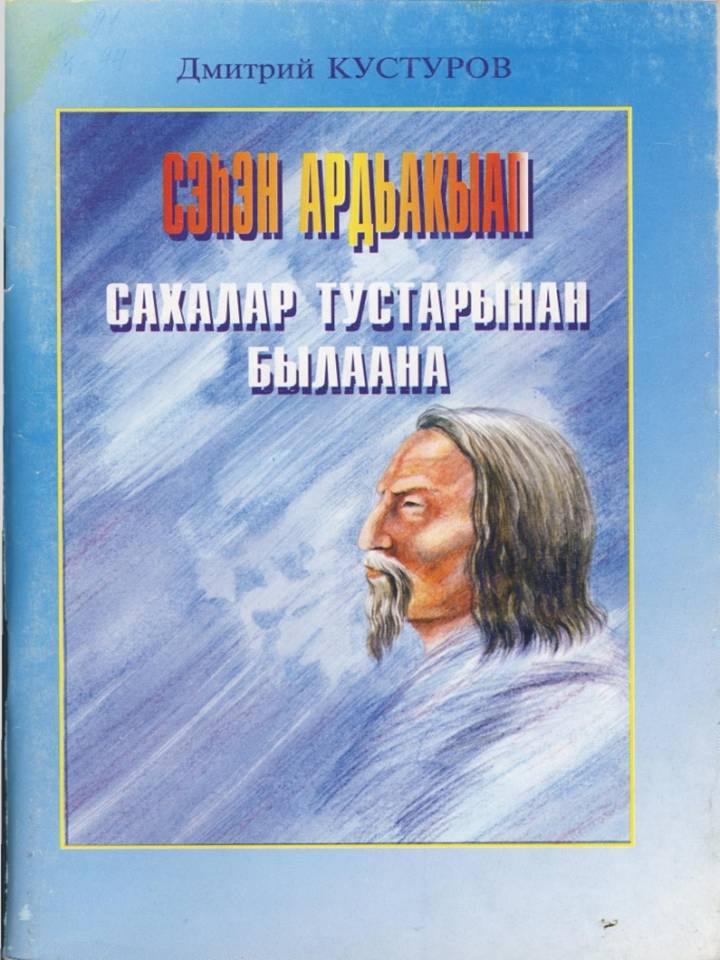 Дмитрий КУСТУРОВ
СЭҺЭН АРДЬАКЫАП
САХАЛАР ТУСТАРЫНАН
БЫЛААНА